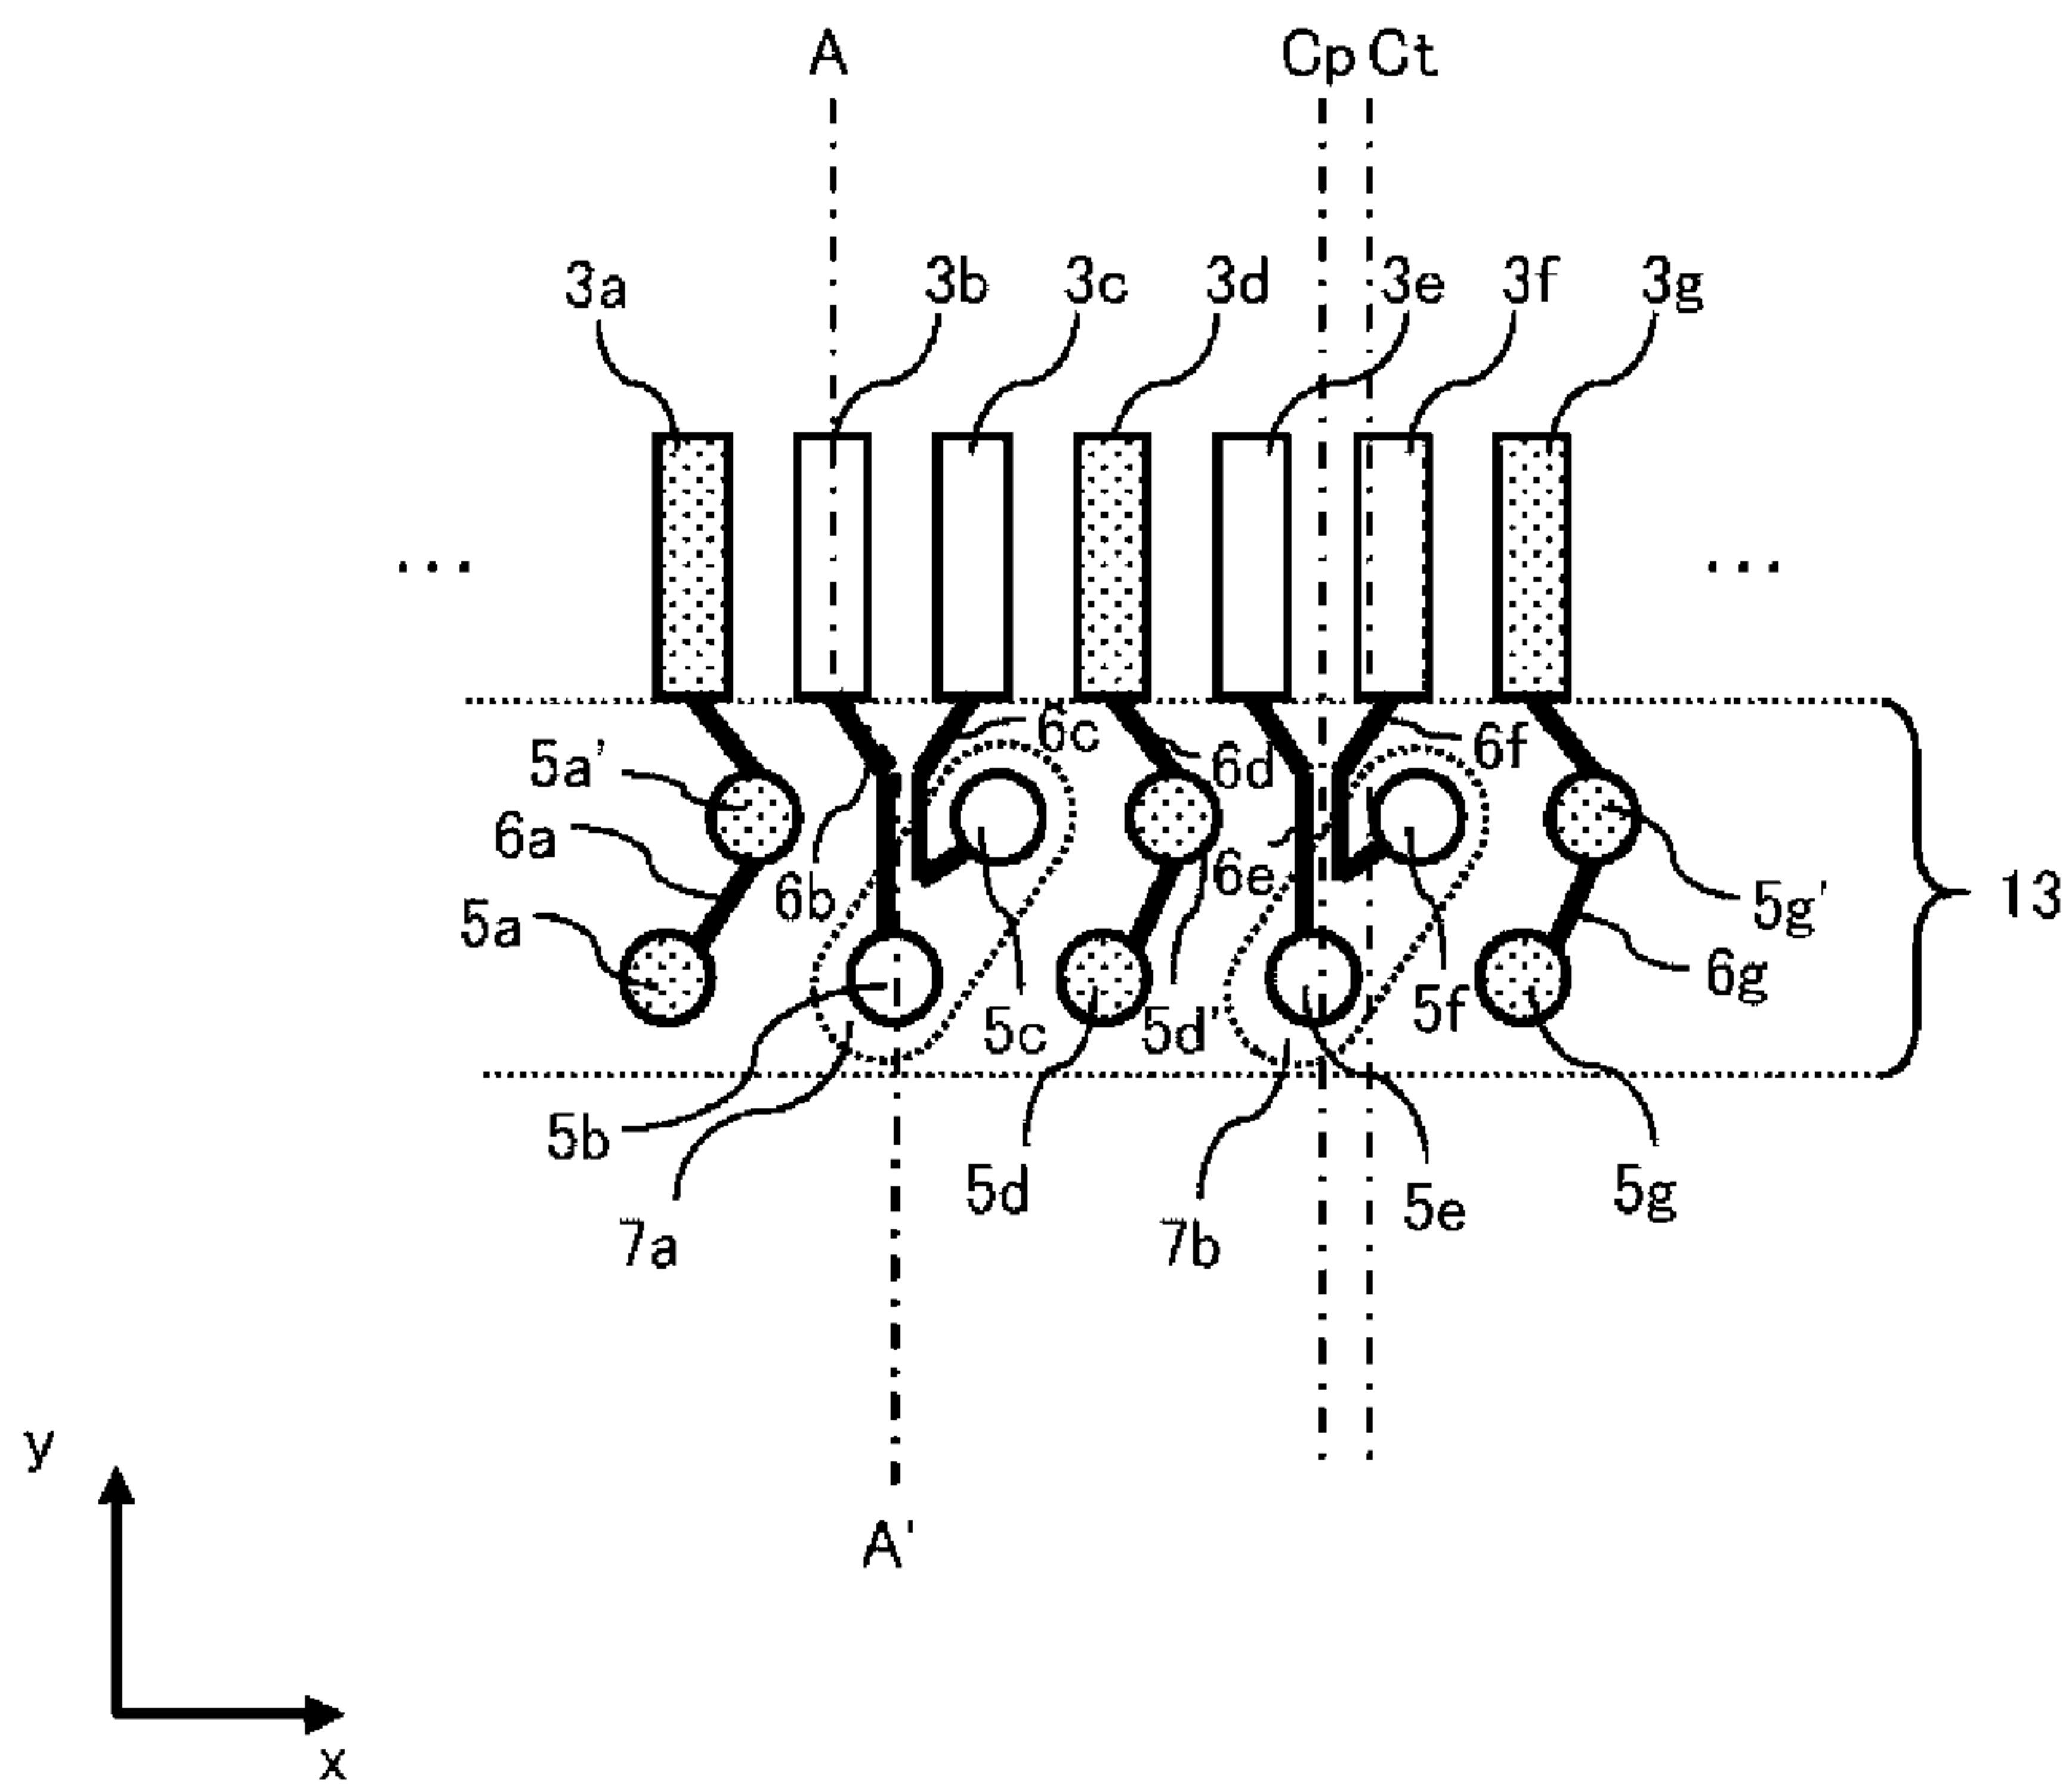 A Cp Ct
3a 3b 3c 3d 3e 3f 3g
... ...
5a' 6c 6d 6f
6a 6b 6e 5g' 13
5a 6g
5c 5d' 5f
5b
7a 5d 7b 5e 5g
A'
y
x